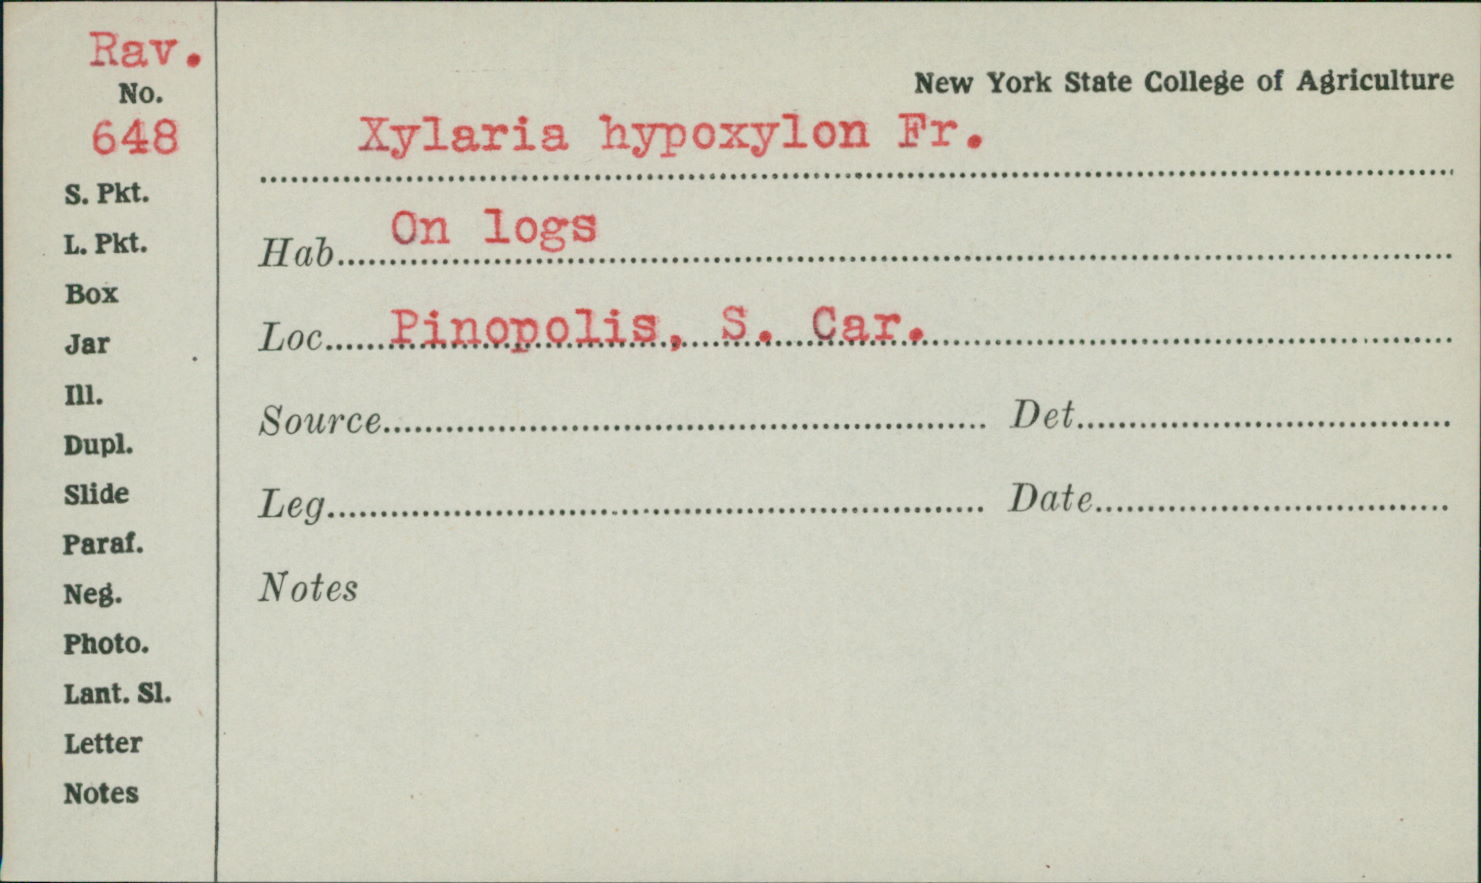 Rav.
No.
648
S. Pkt.
L. Pkt.
Box
Jar
Ill.
Dupl.
Slide
Paraf.
Neg.
Photo.
Lant. Sl.
Letter
Notes
New York State College of Agriculture
Xylaria hypoxylon Fr.
Hab. On logs
Loc. Pinopolis, S. Car.
Source Det.
Leg. Date
Notes